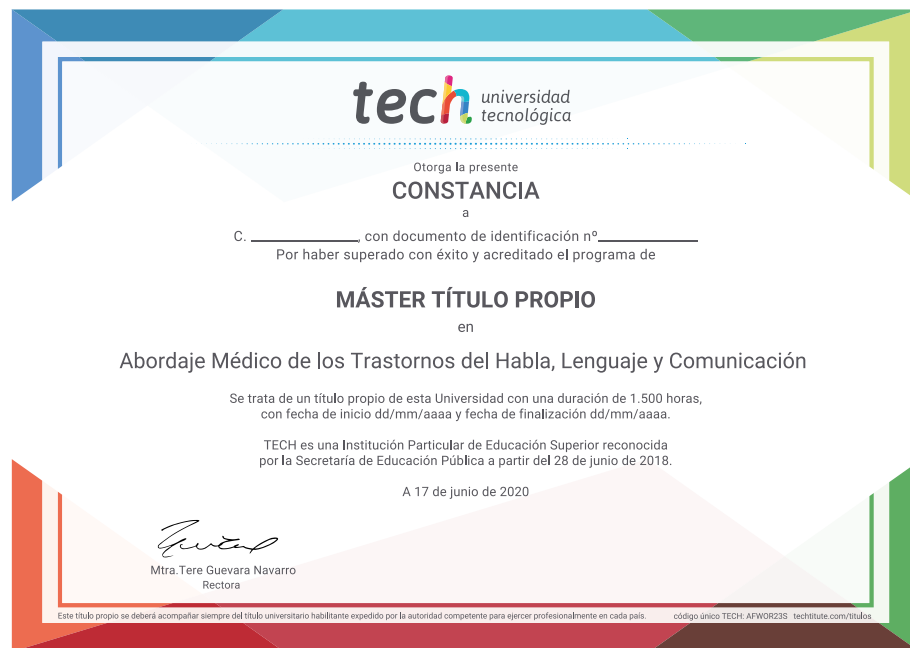 tech universidad
tecnológica
Otorga la presente
CONSTANCIA
a
C. ____________, con documento de identificación nº____________
Por haber superado con éxito y acreditado el programa de
MÁSTER TÍTULO PROPIO
en
Abordaje Médico de los Trastornos del Habla, Lenguaje y Comunicación
Se trata de un título propio de esta Universidad con una duración de 1.500 horas,
con fecha de inicio dd/mm/aaaa y fecha de finalización dd/mm/aaaa.
TECH es una Institución Particular de Educación Superior reconocida
por la Secretaría de Educación Pública a partir del 28 de junio de 2018.
A 17 de junio de 2020
Mtra.Tere Guevara Navarro
Rectora
Este título propio se deberá acompañar siempre del título universitario habilitante expedido por la autoridad competente para ejercer profesionalmente en cada país. código único TECH: AFWOR23S techtitute.com/titulos